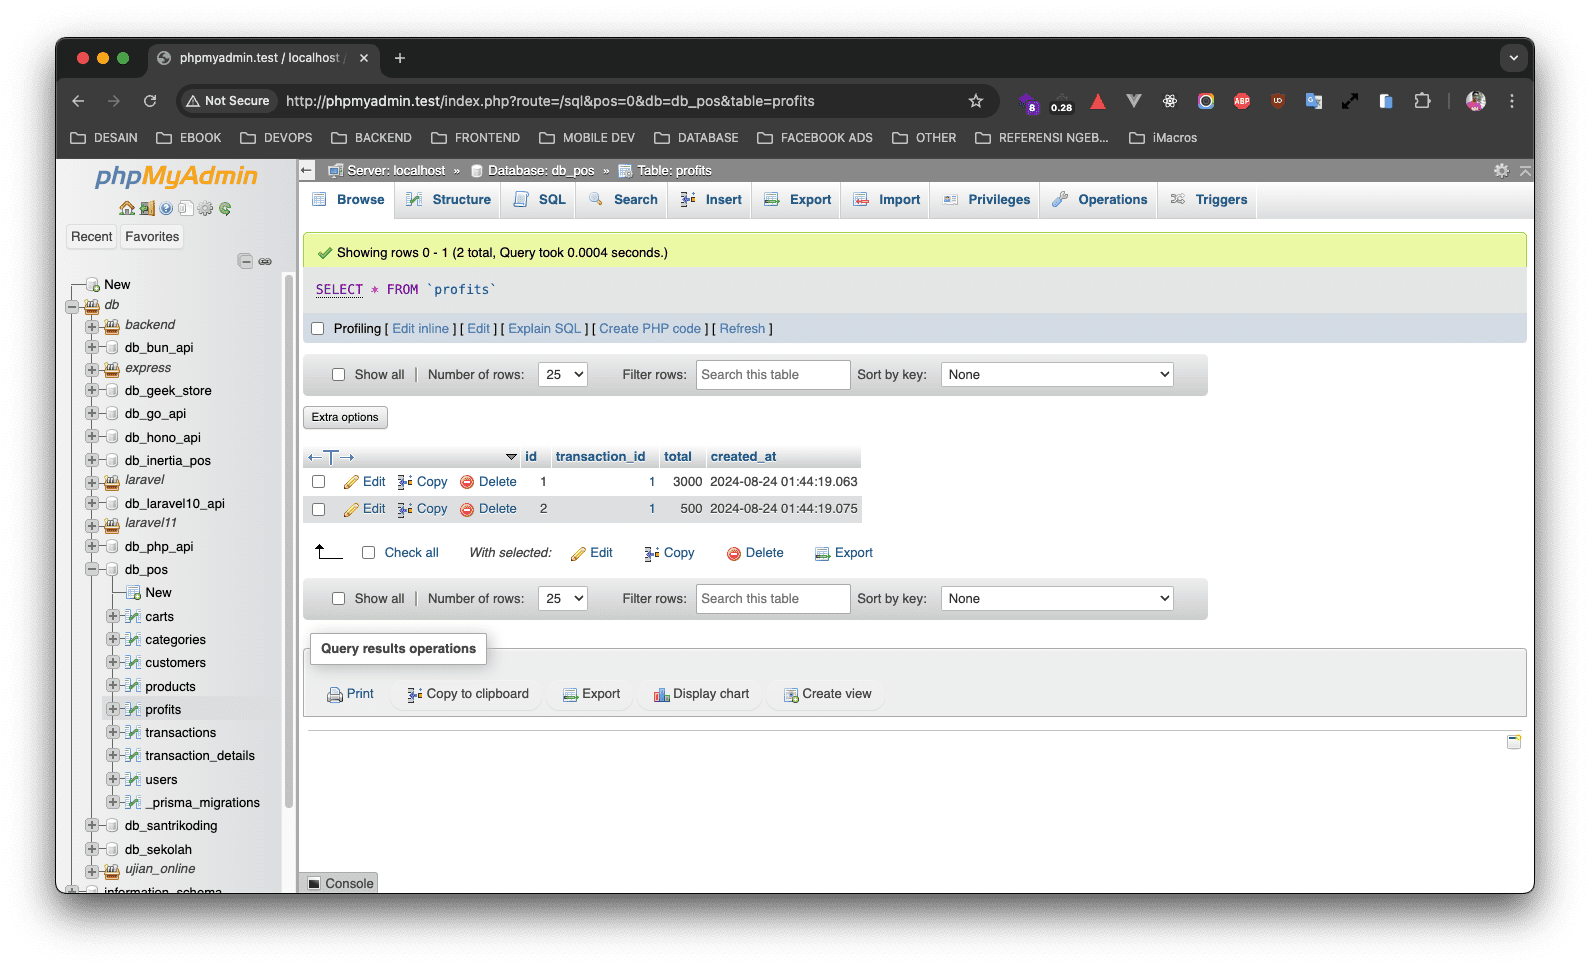 phpmyadmin.test / localhost /
Not Secure http://phpmyadmin.test/index.php?route=/sql&pos=0&db=db_pos&table=profits 8 0.28 ABP
DESAIN EBOOK DEVOPS BACKEND FRONTEND MOBILE DEV DATABASE FACEBOOK ADS OTHER REFERENSI NGEB... iMacros
phpMyAdmin
Recent Favorites
New
db
backend
db_bun_api
express
db_geek_store
db_go_api
db_hono_api
db_inertia_pos
laravel
db_laravel10_api
laravel11
db_php_api
db_pos
New
carts
categories
customers
products
profits
transactions
transaction_details
users
_prisma_migrations
db_santrikoding
db_sekolah
ujian_online
information_schema
Server: localhost » Database: db_pos » Table: profits
Browse Structure SQL Search Insert Export Import Privileges Operations Triggers
Showing rows 0 - 1 (2 total, Query took 0.0004 seconds.)
SELECT * FROM `profits`
Profiling [ Edit inline ] [ Edit ] [ Explain SQL ] [ Create PHP code ] [ Refresh ]
Show all | Number of rows: 25 Filter rows: Search this table Sort by key: None
Extra options
id transaction_id total created_at
Edit Copy Delete 1 1 3000 2024-08-24 01:44:19.063
Edit Copy Delete 2 1 500 2024-08-24 01:44:19.075
Check all With selected: Edit Copy Delete Export
Show all | Number of rows: 25 Filter rows: Search this table Sort by key: None
Query results operations
Print Copy to clipboard Export Display chart Create view
Console